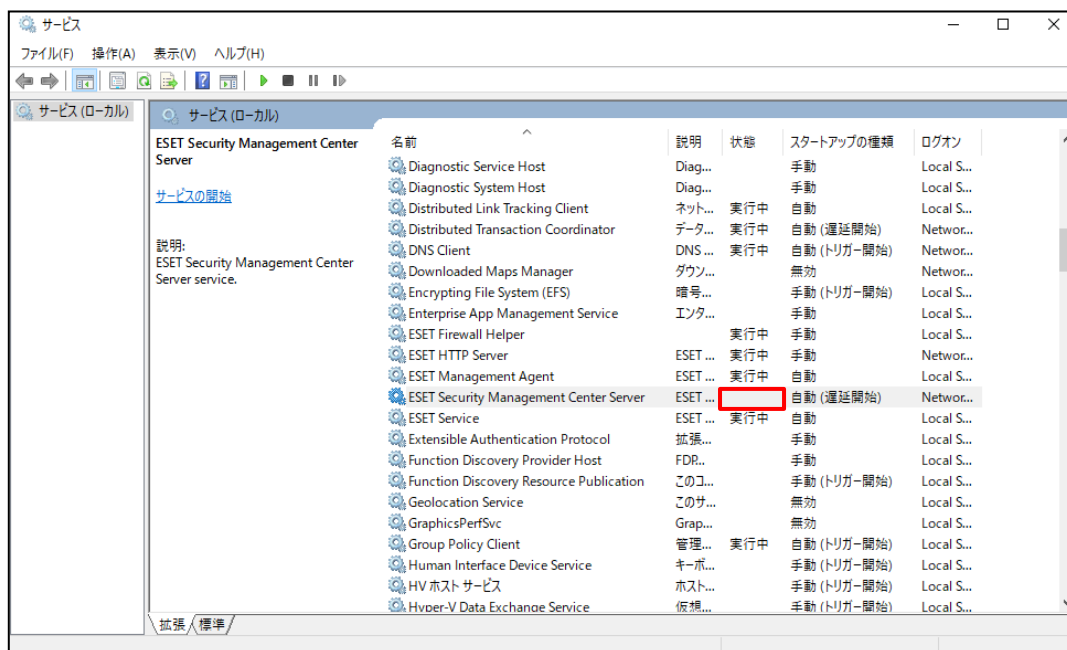 サービス
ファイル(F) 操作(A) 表示(V) ヘルプ(H)
サービス (ローカル)
サービス (ローカル)
ESET Security Management Center
Server
サービスの開始
説明:
ESET Security Management Center
Server service.
名前 説明 状態 スタートアップの種類 ログオン
Diagnostic Service Host Diag... 手動 Local S...
Diagnostic System Host Diag... 手動 Local S...
Distributed Link Tracking Client ネット... 実行中 自動 Local S...
Distributed Transaction Coordinator データ... 実行中 自動 (遅延開始) Networ...
DNS Client DNS ... 実行中 自動 (トリガー開始) Networ...
Downloaded Maps Manager ダウン... 無効 Networ...
Encrypting File System (EFS) 暗号... 手動 (トリガー開始) Local S...
Enterprise App Management Service エンタ... 手動 Local S...
ESET Firewall Helper 実行中 手動 Local S...
ESET HTTP Server ESET ... 実行中 手動 Networ...
ESET Management Agent ESET ... 実行中 自動 Local S...
ESET Security Management Center Server ESET ... 自動 (遅延開始) Networ...
ESET Service ESET ... 実行中 自動 Local S...
Extensible Authentication Protocol 拡張... 手動 Local S...
Function Discovery Provider Host FDP... 手動 Local S...
Function Discovery Resource Publication このコ... 手動 (トリガー開始) Local S...
Geolocation Service このサ... 無効 Local S...
GraphicsPerfSvc Grap... 無効 Local S...
Group Policy Client 管理... 実行中 自動 (トリガー開始) Local S...
Human Interface Device Service キーボ... 手動 (トリガー開始) Local S...
HV ホスト サービス ホスト... 手動 (トリガー開始) Local S...
Hyper-V Data Exchange Service 仮想... 手動 (トリガー開始) Local S...
拡張 標準